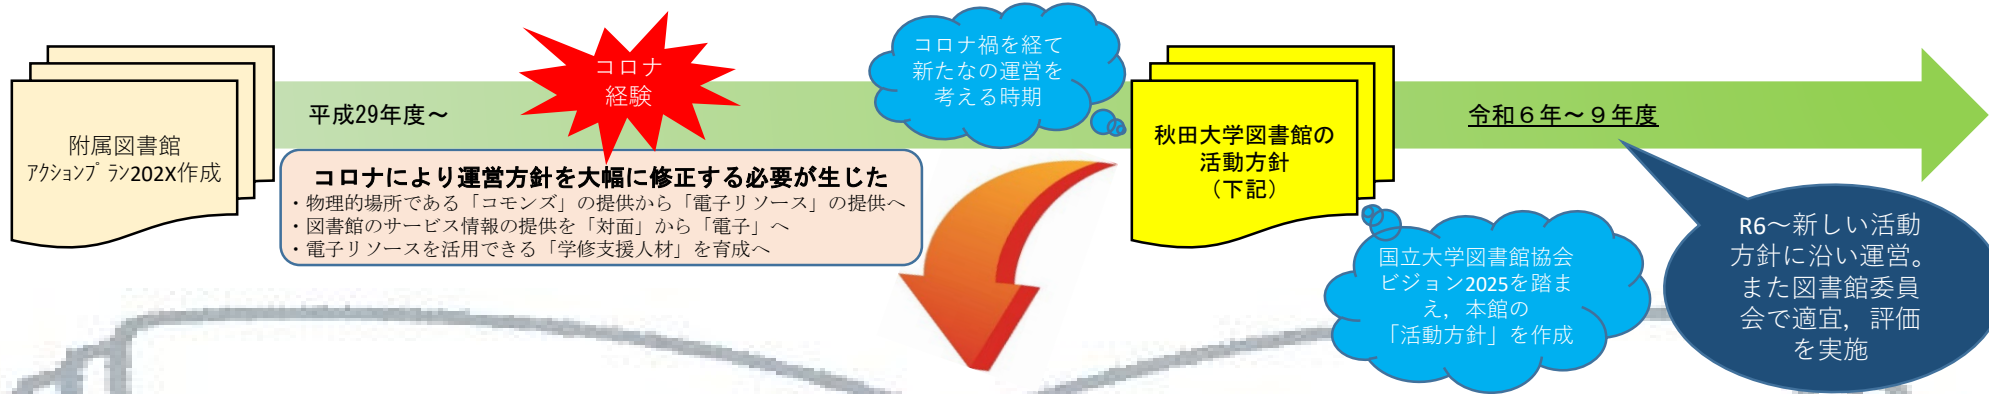 附属図書館
ｱｸｼｮﾝﾌﾟﾗﾝ202X作成
平成29年度～
コロナ
経験
コロナにより運営方針を大幅に修正する必要が生じた
・物理的場所である「コモンズ」の提供から「電子リソース」の提供へ
・図書館のサービス情報の提供を「対面」から「電子」へ
・電子リソースを活用できる「学修支援人材」を育成へ
コロナ禍を経て
新たなの運営を
考える時期
秋田大学図書館の
活動方針
（下記）
国立大学図書館協会
ビジョン2025を踏ま
え，本館の
「活動方針」を作成
令和６年～９年度
R6～新しい活動
方針に沿い運営。
また図書館委員
会で適宜，評価
を実施